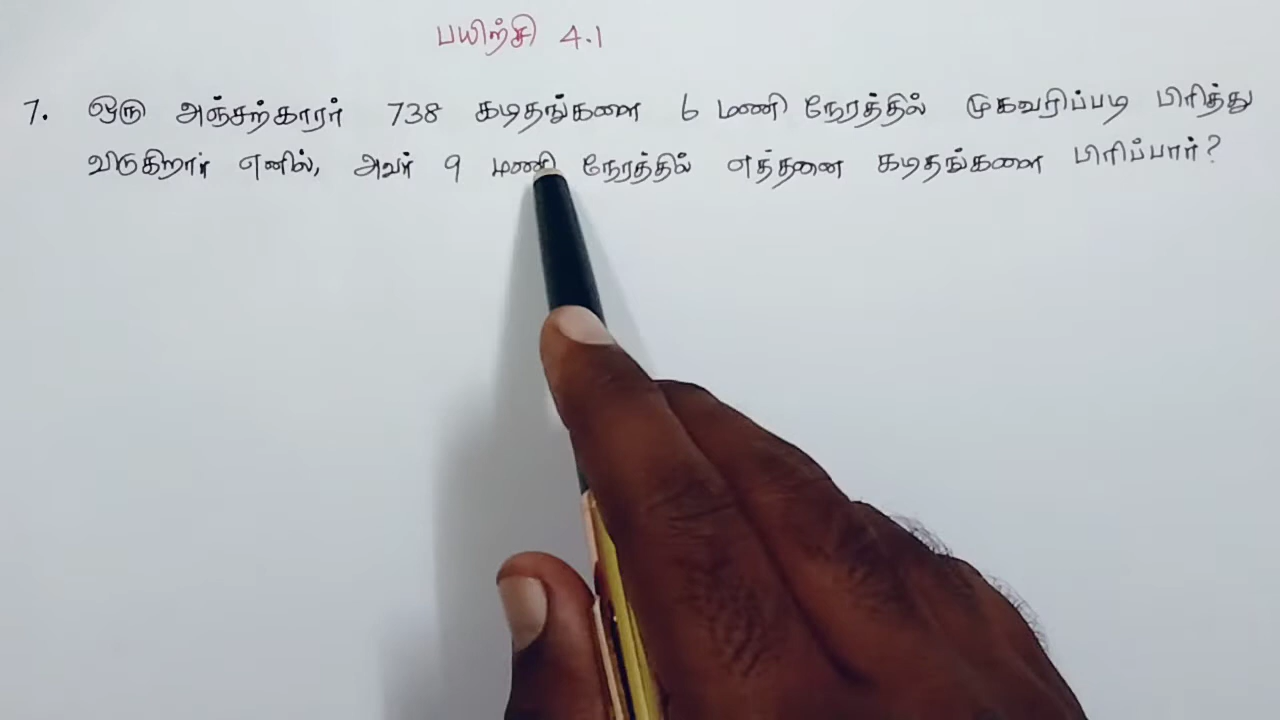 பயிற்சி 4.1
7. ஒரு அஞ்சற்காரர் 738 கடிதங்களை 6 மணி நேரத்தில் முகவரிப்படி பிரித்து
விடுகிறார் எனில், அவர் 9 மணி நேரத்தில் எத்தனை கடிதங்களை பிரிப்பார்?